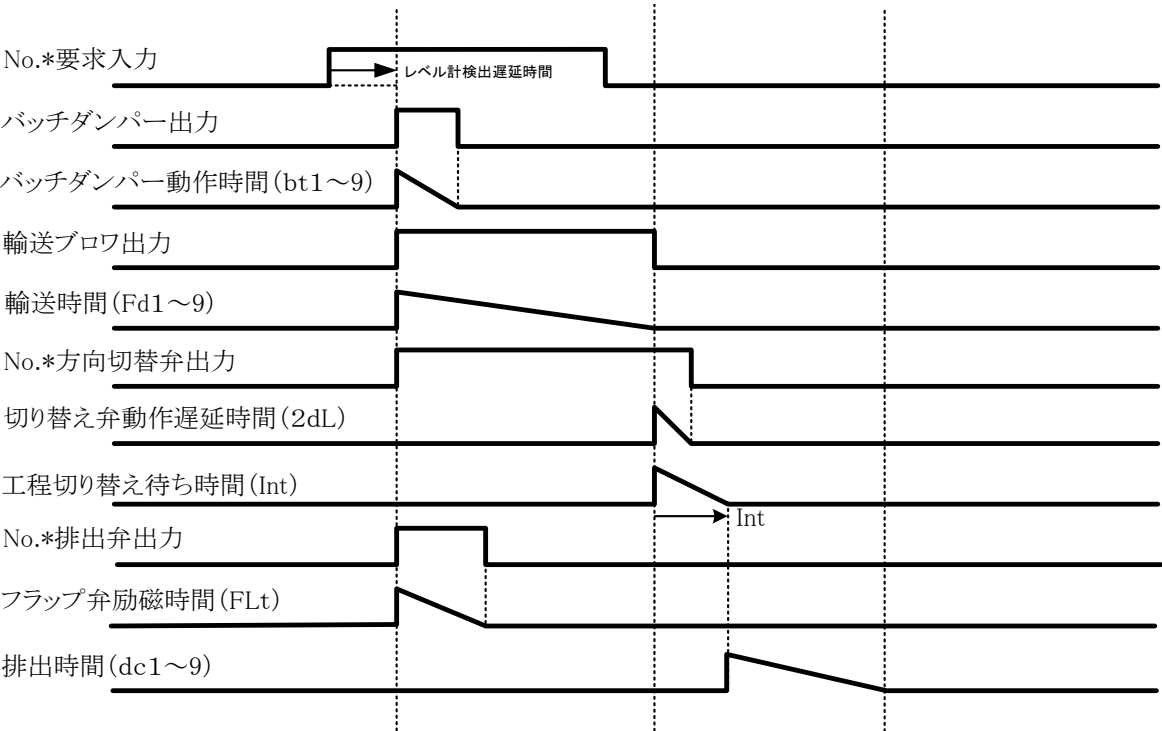 No.*要求入力
レベル計検出遅延時間
バッチダンパー出力
バッチダンパー動作時間(bt1～9)
輸送ブロワ出力
輸送時間(Fd1～9)
No.*方向切替弁出力
切り替え弁動作遅延時間(2dL)
工程切り替え待ち時間(Int)
Int
No.*排出弁出力
フラップ弁励磁時間(FLt)
排出時間(dc1～9)